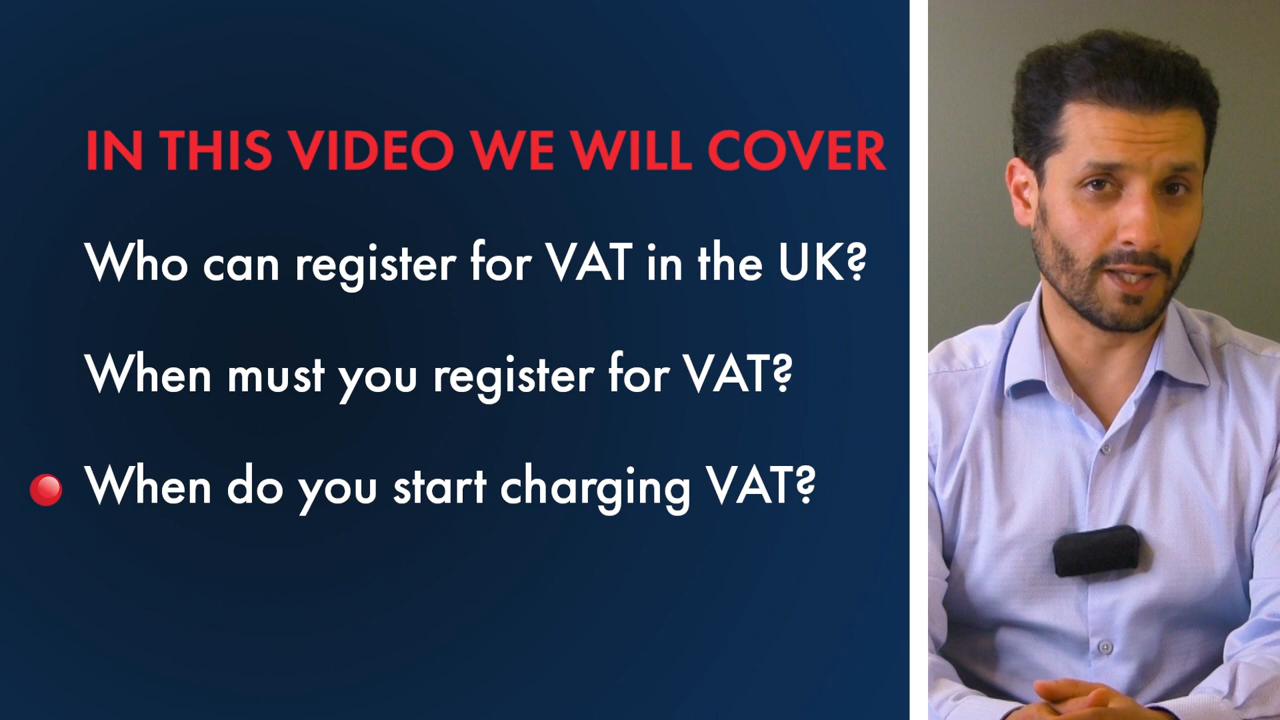 IN THIS VIDEO WE WILL COVER
Who can register for VAT in the UK?
When must you register for VAT?
When do you start charging VAT?